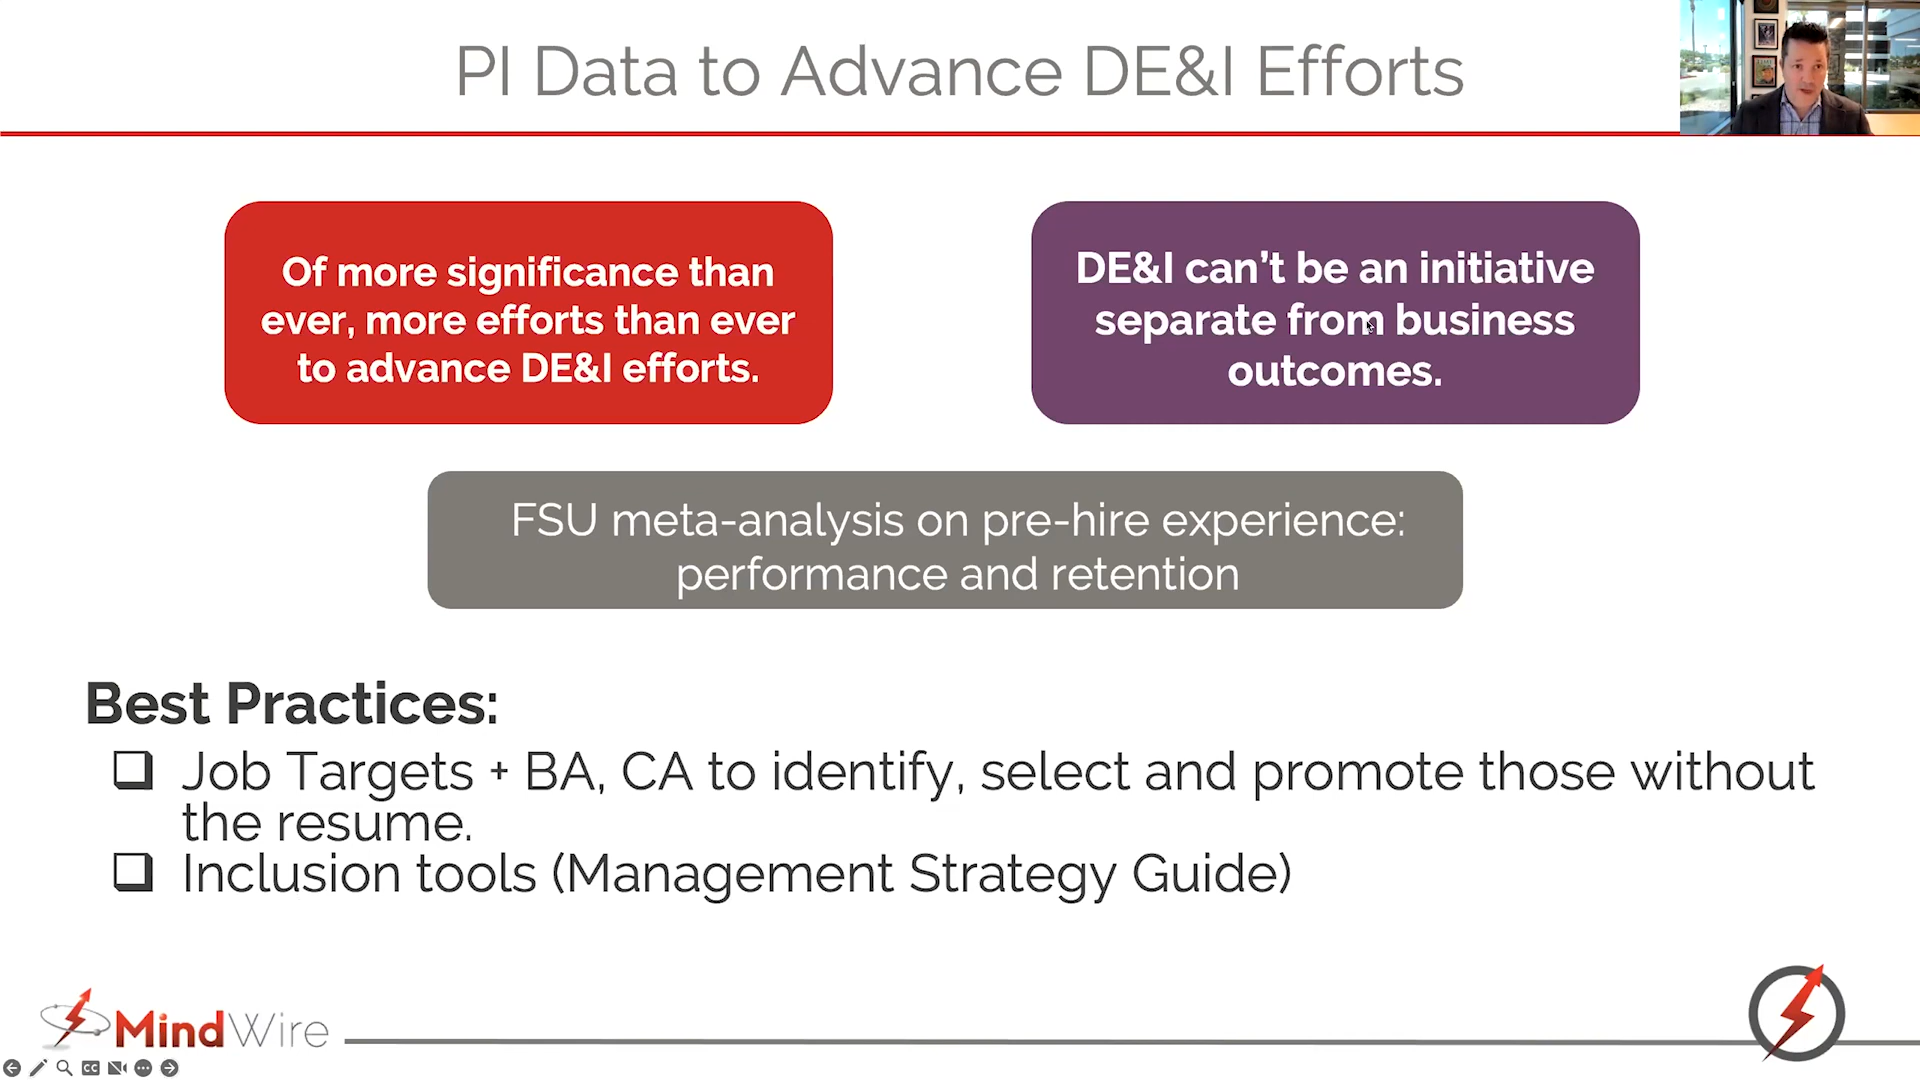 PI Data to Advance DE&I Efforts
Of more significance than
ever, more efforts than ever
to advance DE&I efforts.
DE&I can't be an initiative
separate from business
outcomes.
FSU meta-analysis on pre-hire experience:
performance and retention
Best Practices:
Job Targets + BA, CA to identify, select and promote those without
the resume.
Inclusion tools (Management Strategy Guide)
MindWire
CC